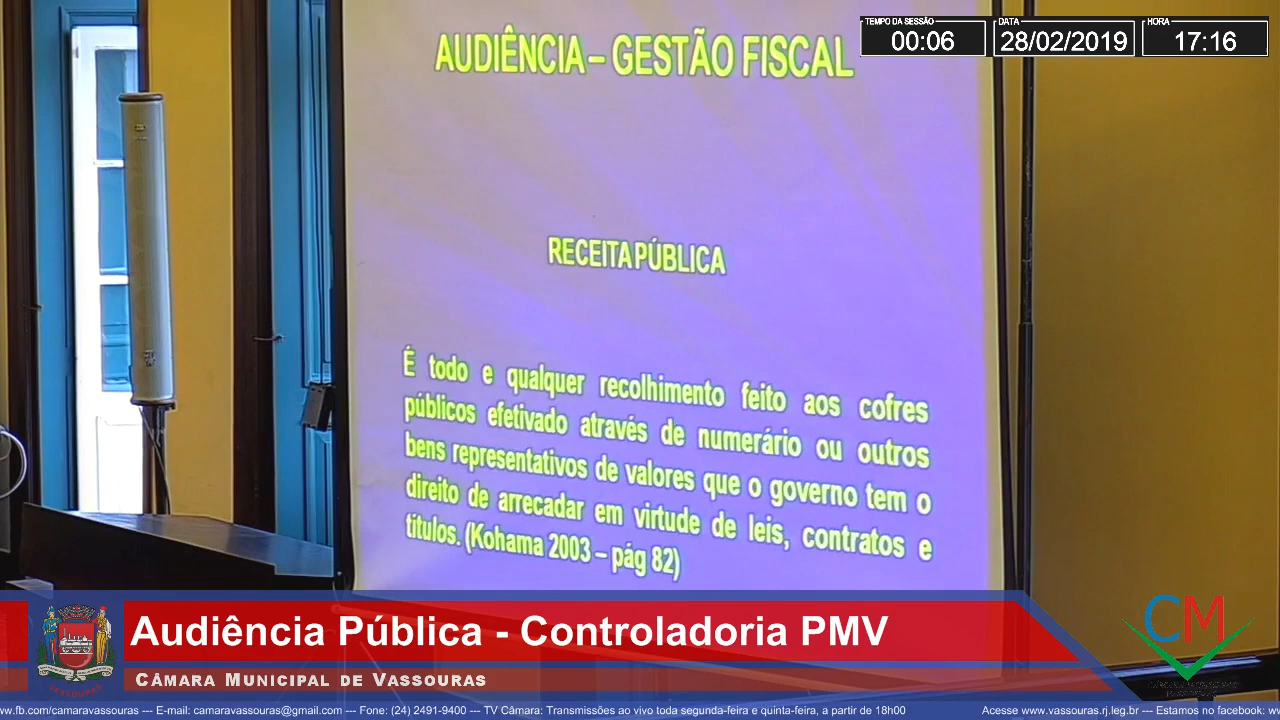 TEMPO DA SESSÃO
00:06
DATA
28/02/2019
HORA
17:16
AUDIÊNCIA – GESTÃO FISCAL
RECEITA PÚBLICA
É todo e qualquer recolhimento feito aos cofres
públicos efetivado através de numerário ou outros
bens representativos de valores que o governo tem o
direito de arrecadar em virtude de leis, contratos e
títulos. (Kohama 2003 – pág 82)
Audiência Pública - Controladoria PMV
CÂMARA MUNICIPAL DE VASSOURAS
VASSOURAS
CM
ww.fb.com/camaravassouras --- E-mail: camaravassouras@gmail.com --- Fone: (24) 2491-9400 --- TV Câmara: Transmissões ao vivo toda segunda-feira e quinta-feira, a partir de 18h00
Acesse www.vassouras.rj.leg.br --- Estamos no facebook: ww